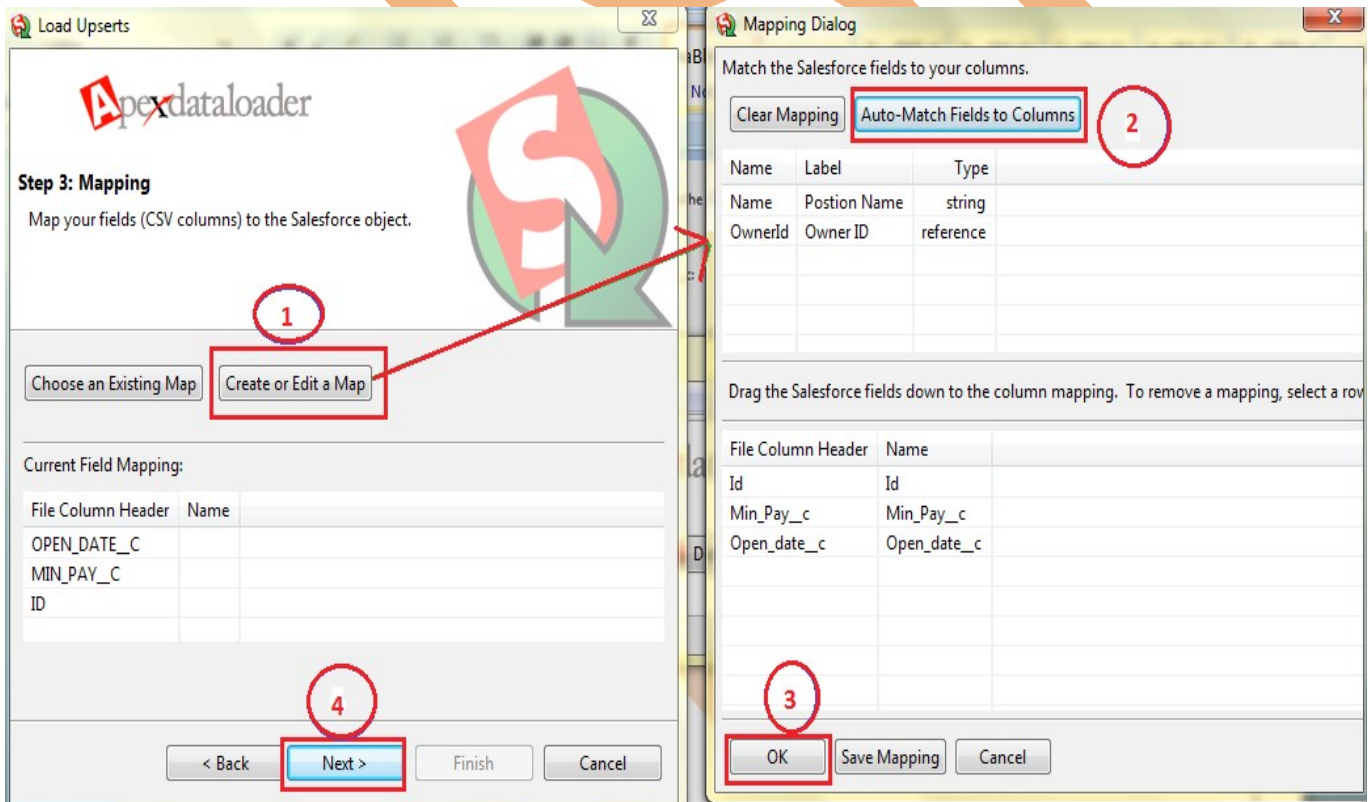 Load Upserts
Apexdataloader
Step 3: Mapping
Map your fields (CSV columns) to the Salesforce object.
1
Choose an Existing Map
Create or Edit a Map
Current Field Mapping:
File Column Header Name
OPEN_DATE__C
MIN_PAY__C
ID
4
< Back
Next >
Finish
Cancel
Mapping Dialog
Match the Salesforce fields to your columns.
Clear Mapping
Auto-Match Fields to Columns
2
Name Label Type
Name Postion Name string
OwnerId Owner ID reference
Drag the Salesforce fields down to the column mapping. To remove a mapping, select a row
File Column Header Name
Id Id
Min_Pay__c Min_Pay__c
Open_date__c Open_date__c
3
OK
Save Mapping
Cancel